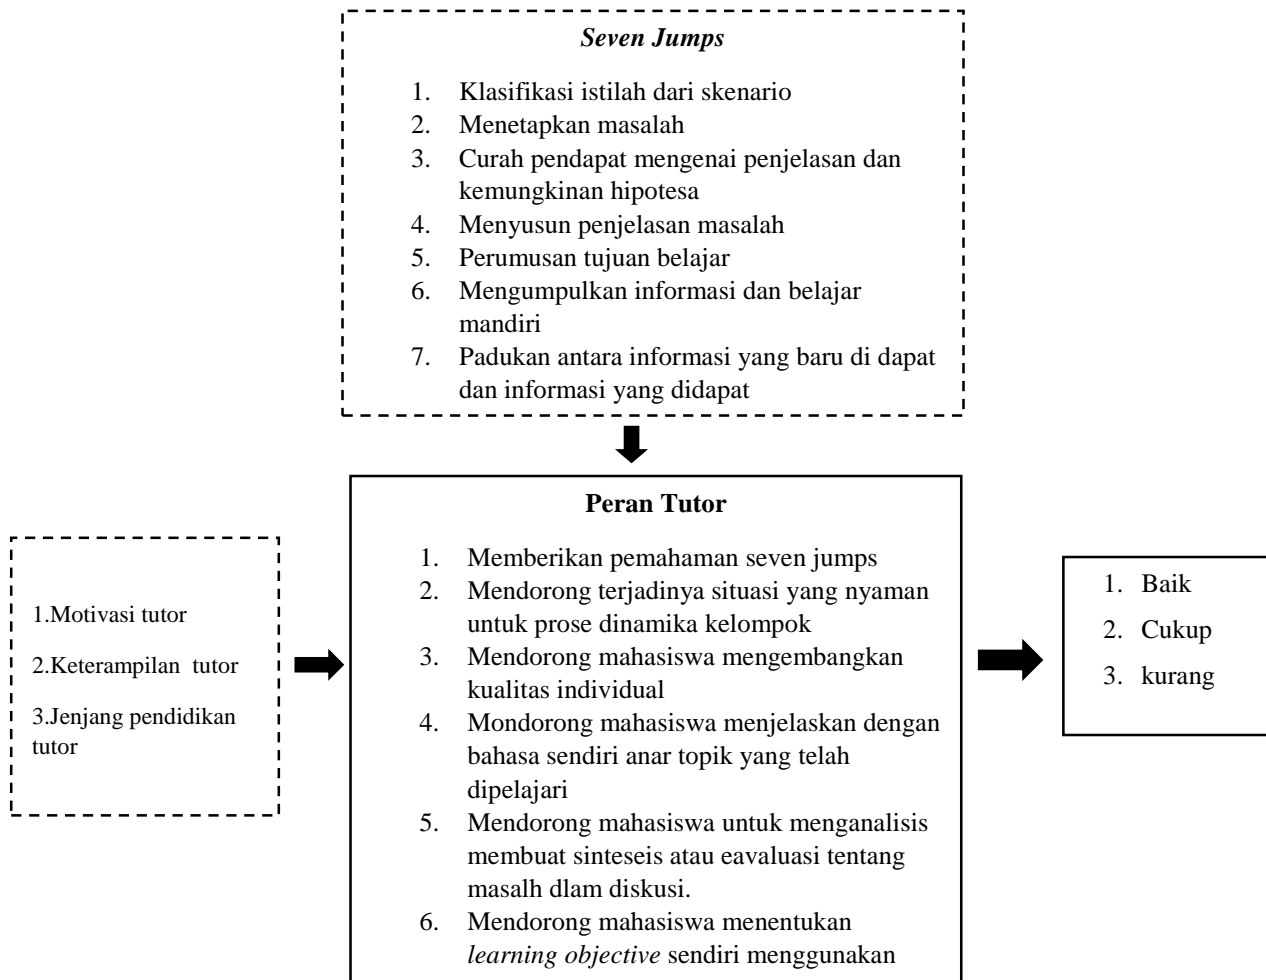 Seven Jumps
1. Klasifikasi istilah dari skenario
2. Menetapkan masalah
3. Curah pendapat mengenai penjelasan dan
kemungkinan hipotesa
4. Menyusun penjelasan masalah
5. Perumusan tujuan belajar
6. Mengumpulkan informasi dan belajar
mandiri
7. Padukan antara informasi yang baru di dapat
dan informasi yang didapat
1.Motivasi tutor
2.Keterampilan tutor
3.Jenjang pendidikan
tutor
Peran Tutor
1. Memberikan pemahaman seven jumps
2. Mendorong terjadinya situasi yang nyaman
untuk prose dinamika kelompok
3. Mendorong mahasiswa mengembangkan
kualitas individual
4. Mondorong mahasiswa menjelaskan dengan
bahasa sendiri anar topik yang telah
dipelajari
5. Mendorong mahasiswa untuk menganalisis
membuat sinteseis atau eavaluasi tentang
masalh dlam diskusi.
6. Mendorong mahasiswa menentukan
learning objective sendiri menggunakan
1. Baik
2. Cukup
3. kurang